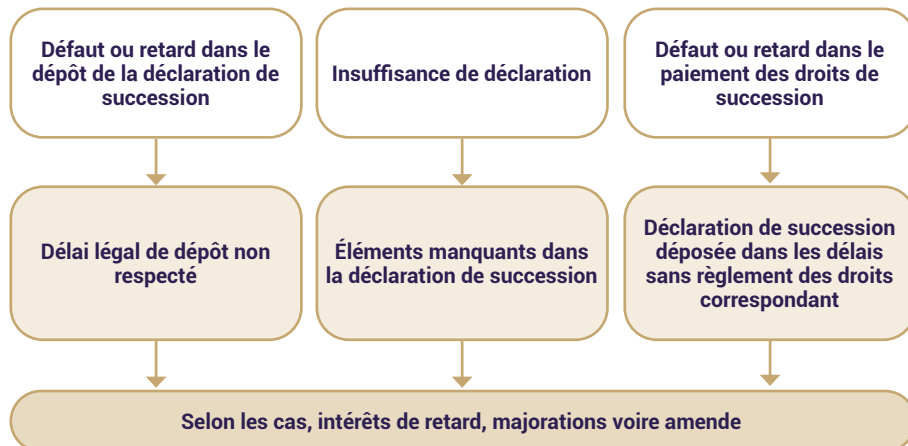 Défaut ou retard dans le
dépôt de la déclaration de
succession
Insuffisance de déclaration
Défaut ou retard dans le
paiement des droits de
succession
Délai légal de dépôt non
respecté
Éléments manquants dans
la déclaration de succession
Déclaration de succession
déposée dans les délais
sans règlement des droits
correspondant
Selon les cas, intérêts de retard, majorations voire amende